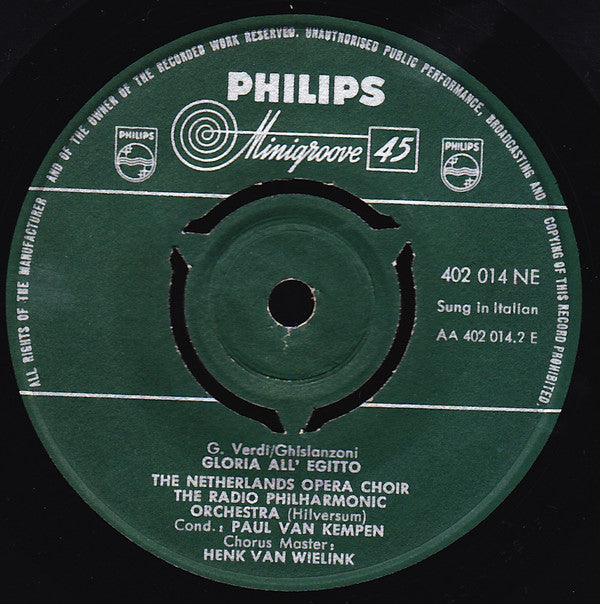 ALL RIGHTS OF THE MANUFACTURER AND OF THE OWNER OF THE RECORDED WORK RESERVED. UNAUTHORISED PUBLIC PERFORMANCE, BROADCASTING AND COPYING OF THIS RECORD PROHIBITED.
PHILIPS
Minigroove 45
PHILIPS
PHILIPS
402 014 NE
Sung in Italian
AA 402 014.2 E
G. Verdi/Ghislanzoni
GLORIA ALL' EGITTO
THE NETHERLANDS OPERA CHOIR
THE RADIO PHILHARMONIC
ORCHESTRA (Hilversum)
Cond.: PAUL VAN KEMPEN
Chorus Master:
HENK VAN WIELINK